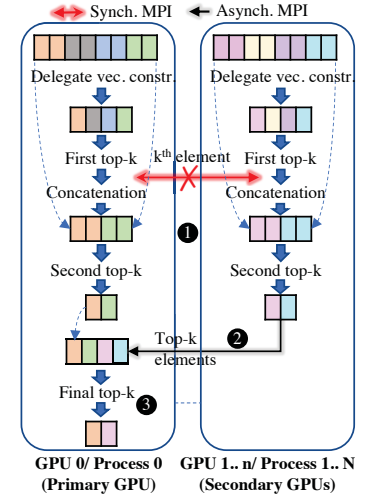 Synch. MPI
Asynch. MPI
Delegate vec. constr.
Delegate vec. constr.
First top-k
kth element
First top-k
Concatenation
Concatenation
1
Second top-k
Second top-k
Top-k
elements
2
Final top-k
3
GPU 0/ Process 0
(Primary GPU)
GPU 1.. n/ Process 1.. N
(Secondary GPUs)